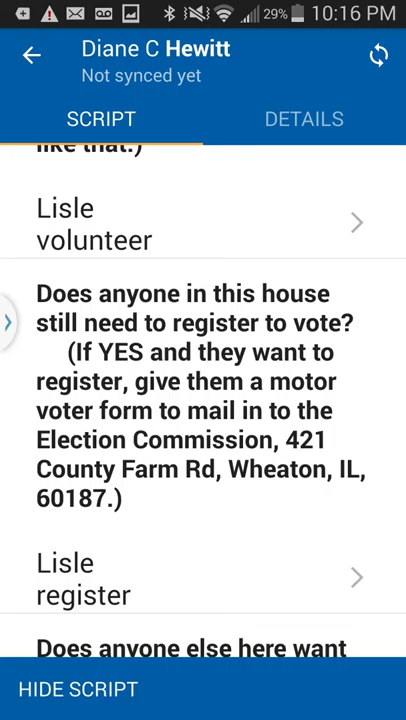 29% 10:16 PM
Diane C Hewitt
Not synced yet
SCRIPT DETAILS
like that.)
Lisle
volunteer
Does anyone in this house
still need to register to vote?
(If YES and they want to
register, give them a motor
voter form to mail in to the
Election Commission, 421
County Farm Rd, Wheaton, IL,
60187.)
Lisle
register
Does anyone else here want
HIDE SCRIPT